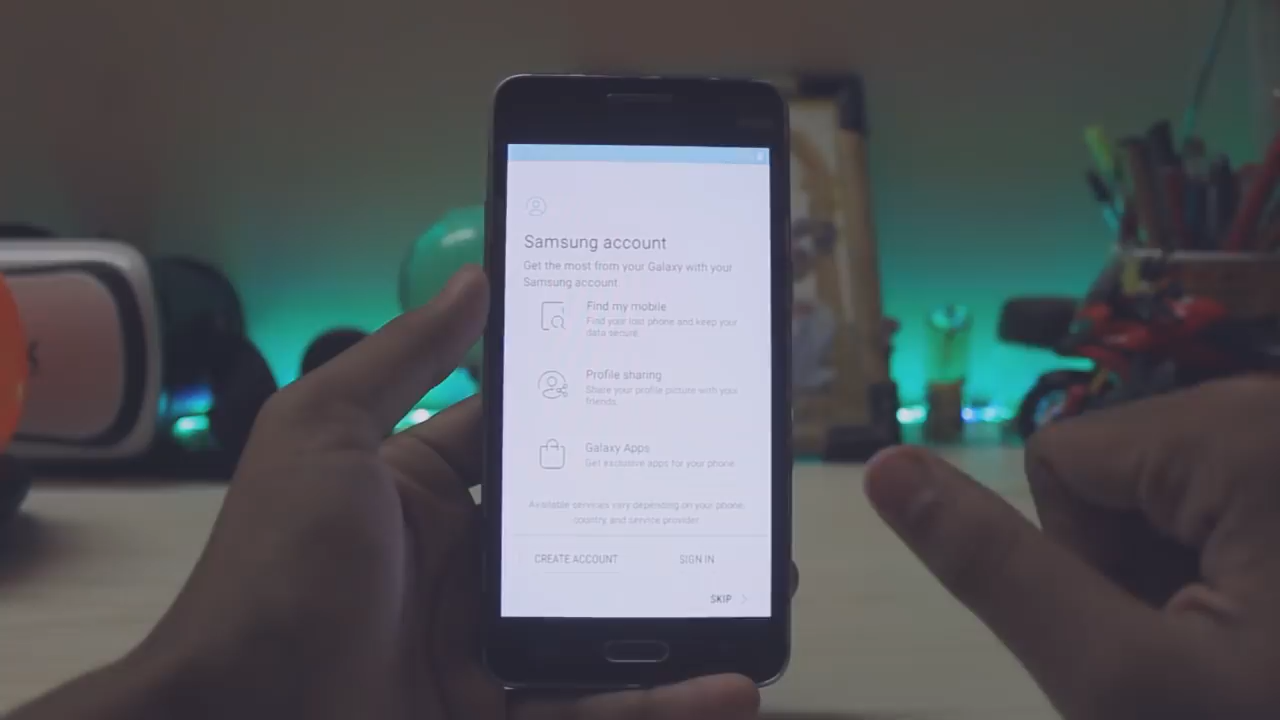 Samsung account
Get the most from your Galaxy with your
Samsung account
Find my mobile
Find your lost phone and keep your
data secure.
Profile sharing
Share your profile picture with your
friends.
Galaxy Apps
Get exclusive apps for your phone.
Available services vary depending on your phone,
country, and service provider.
CREATE ACCOUNT
SIGN IN
SKIP